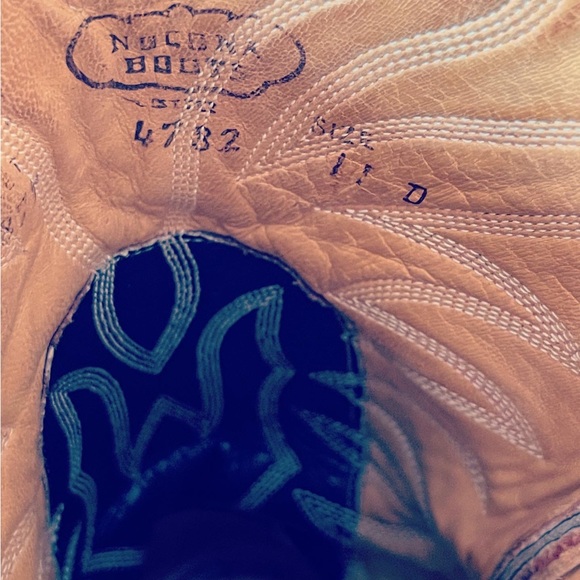 NOCONA
BOOTS
4782
SIZE
11 D